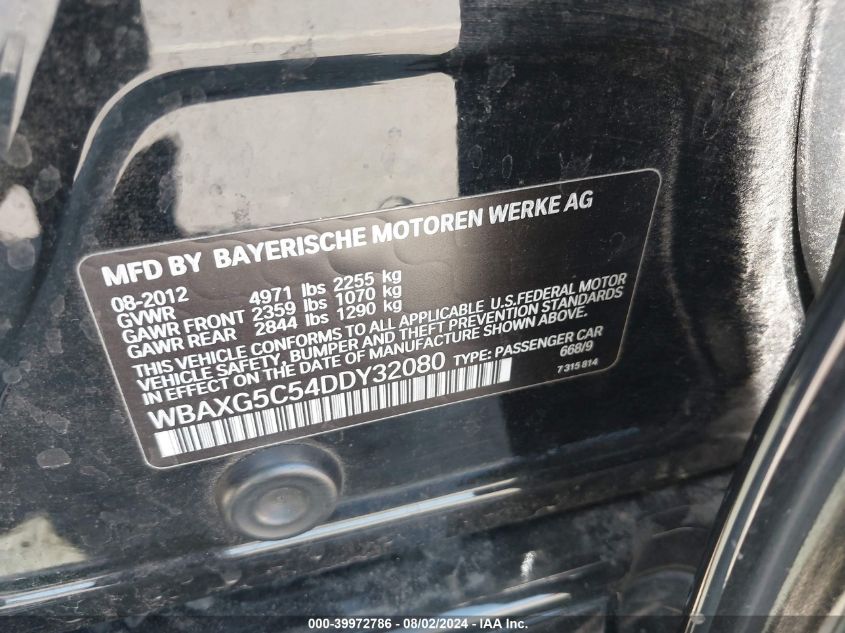 MFD BY BAYERISCHE MOTOREN WERKE AG
08-2012
GVWR 4971 lbs 2255 kg
GAWR FRONT 2359 lbs 1070 kg
GAWR REAR 2844 lbs 1290 kg
THIS VEHICLE CONFORMS TO ALL APPLICABLE U.S.FEDERAL MOTOR
VEHICLE SAFETY, BUMPER AND THEFT PREVENTION STANDARDS
IN EFFECT ON THE DATE OF MANUFACTURE SHOWN ABOVE.
WBAXG5C54DDY32080 TYPE: PASSENGER CAR
668/9
7 315 814
000-39972786 - 08/02/2024 - IAA Inc.